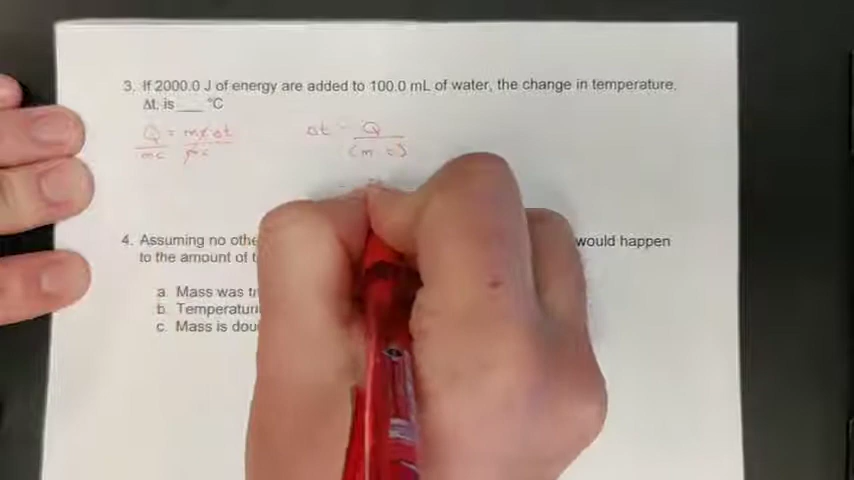 3. If 2000.0 J of energy are added to 100.0 mL of water, the change in temperature,
Δt, is ___ °C
Q = mcΔt
mc mc
Δt = Q
(m · c)
=
4. Assuming no othe
would happen
to the amount of t
a. Mass was tr
b. Temperatur
c. Mass is dou